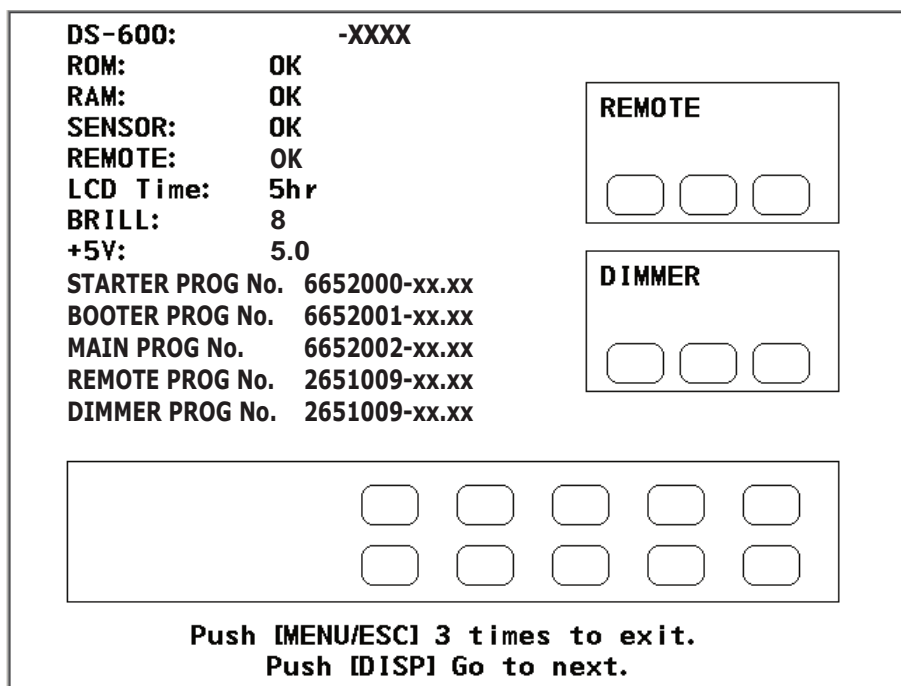 DS-600: -XXXX
ROM: OK
RAM: OK
SENSOR: OK
REMOTE: OK
LCD Time: 5hr
BRILL: 8
+5V: 5.0
STARTER PROG No. 6652000-xx.xx
BOOTER PROG No. 6652001-xx.xx
MAIN PROG No. 6652002-xx.xx
REMOTE PROG No. 2651009-xx.xx
DIMMER PROG No. 2651009-xx.xx
REMOTE
DIMMER
Push [MENU/ESC] 3 times to exit.
Push [DISP] Go to next.